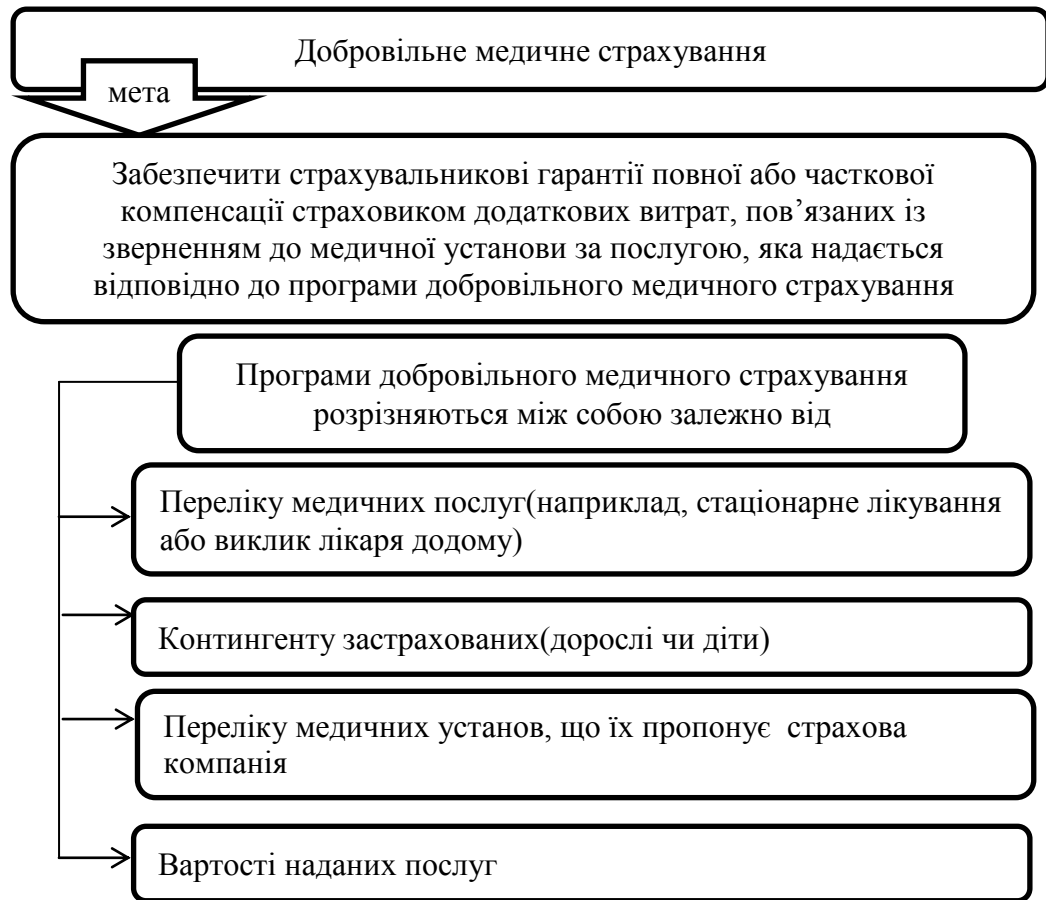 Добровільне медичне страхування
мета
Забезпечити страхувальникові гарантії повної або часткової
компенсації страховиком додаткових витрат, пов’язаних із
зверненням до медичної установи за послугою, яка надається
відповідно до програми добровільного медичного страхування
Програми добровільного медичного страхування
розрізняються між собою залежно від
Переліку медичних послуг(наприклад, стаціонарне лікування
або виклик лікаря додому)
Контингенту застрахованих(дорослі чи діти)
Переліку медичних установ, що їх пропонує  страхова
компанія
Вартості наданих послуг